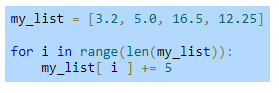 my_list = [3.2, 5.0, 16.5, 12.25]
for i in range(len(my_list)):
    my_list[ i ] += 5